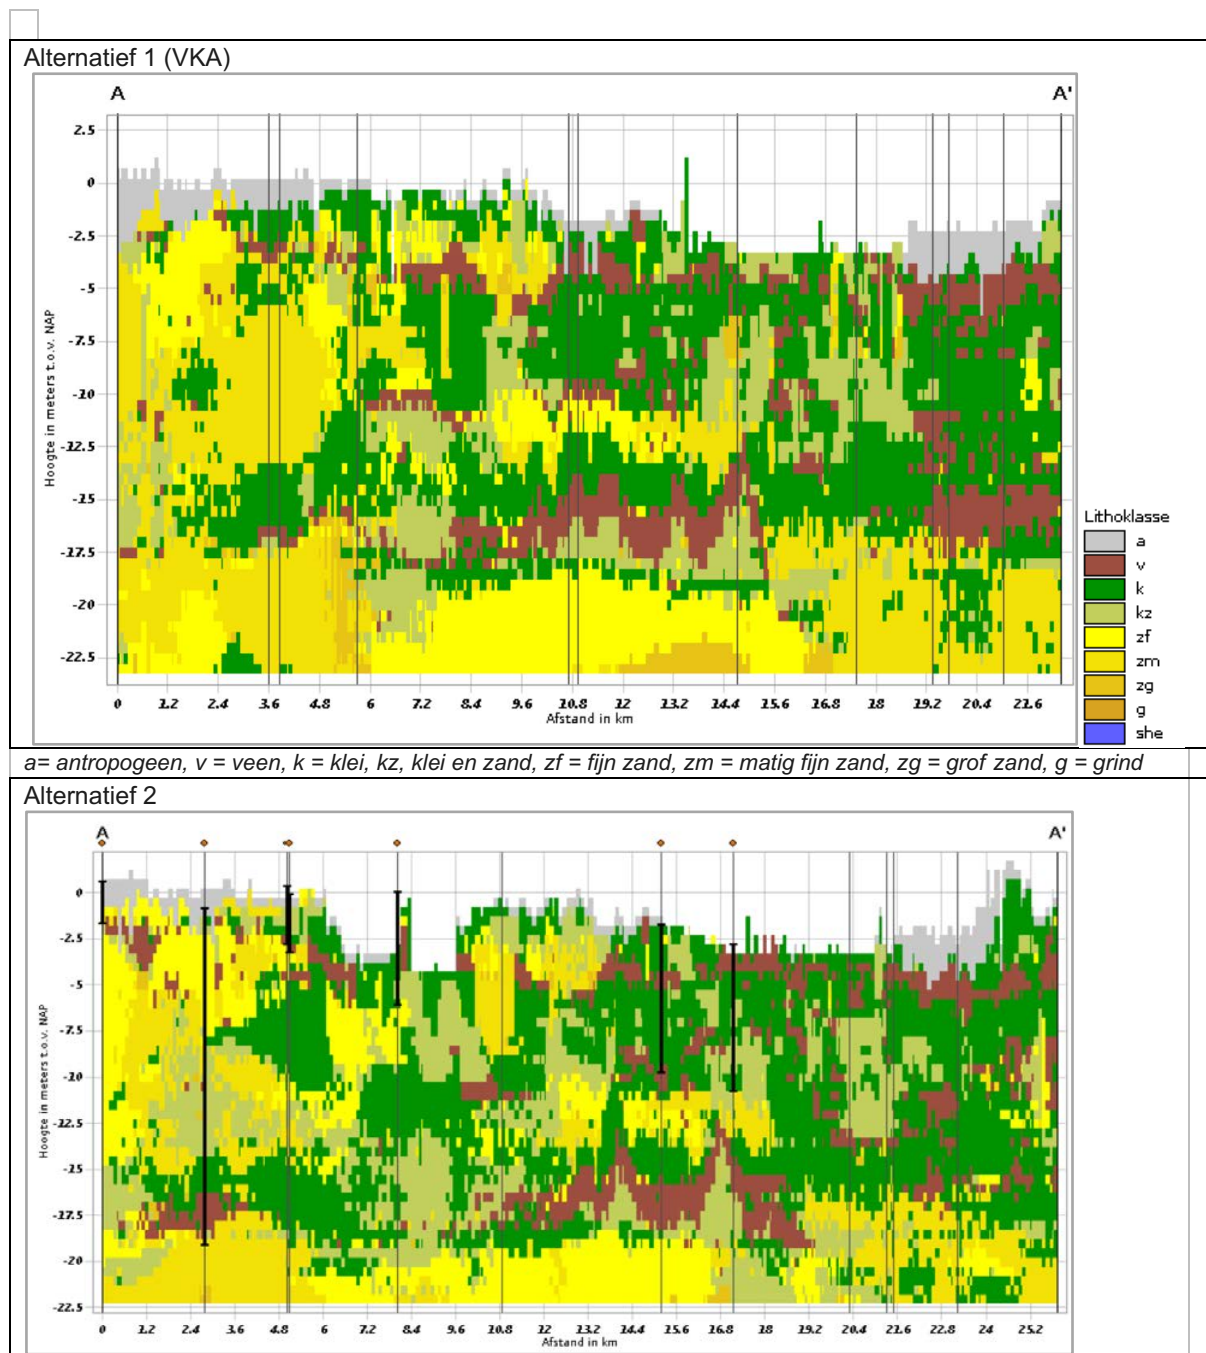 Alternatief 1 (VKA)
A A'
2.5
0
-2.5
-5
-7.5
-10
-12.5
-15
-17.5
-20
-22.5
Hoogte in meters t.o.v. NAP
0 1.2 2.4 3.6 4.8 6 7.2 8.4 9.6 10.8 12 13.2 14.4 15.6 16.8 18 19.2 20.4 21.6
Afstand in km
Lithoklasse
a
v
k
kz
zf
zm
zg
g
she
a= antropogeen, v = veen, k = klei, kz, klei en zand, zf = fijn zand, zm = matig fijn zand, zg = grof zand, g = grind
Alternatief 2
A A'
0
-2.5
-5
-7.5
-10
-12.5
-15
-17.5
-20
-22.5
Hoogte in meters t.o.v. NAP
0 1.2 2.4 3.6 4.8 6 7.2 8.4 9.6 10.8 12 13.2 14.4 15.6 16.8 18 19.2 20.4 21.6 22.8 24 25.2
Afstand in km